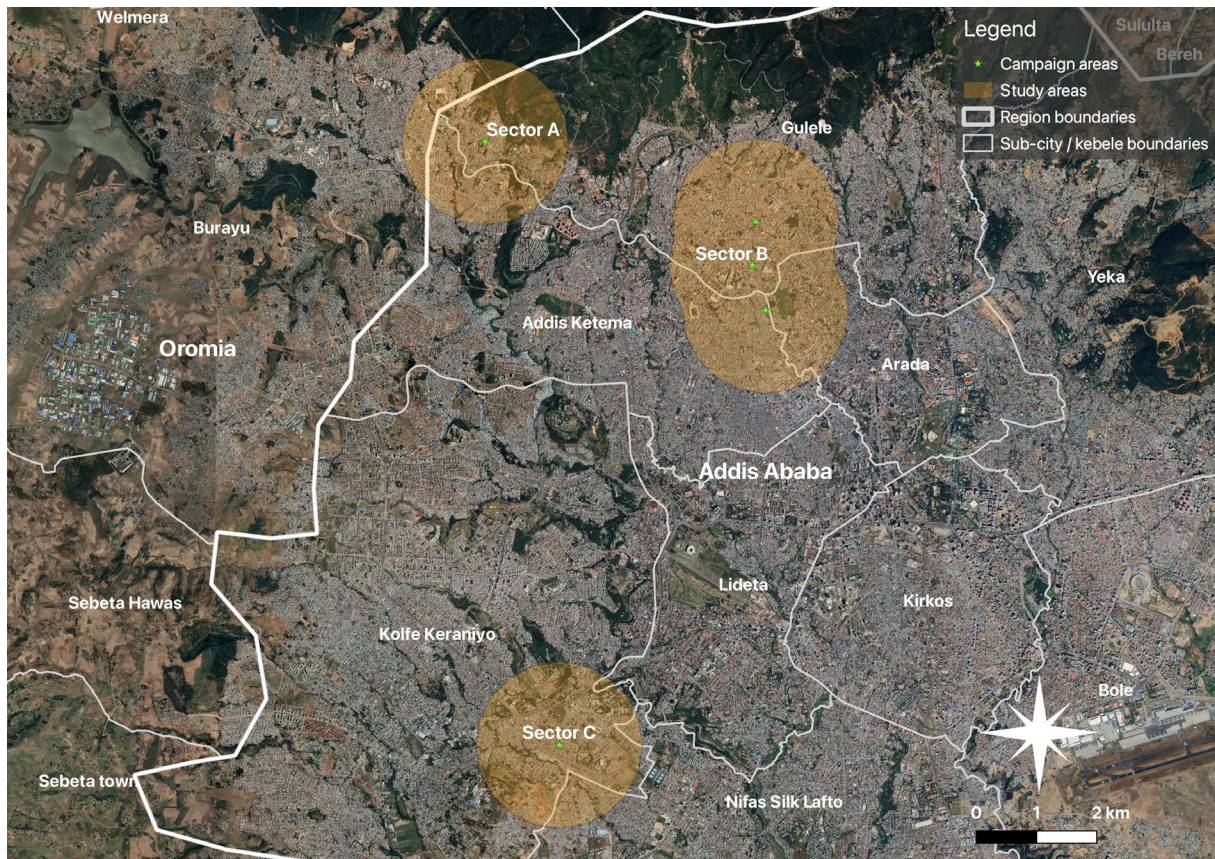 Welmera
Legend
Sululta
Bereh
Campaign areas
Study areas
Region boundaries
Sub-city / kebele boundaries
Sector A
Gulele
Burayu
Sector B
Yeka
Addis Ketema
Oromia
Arada
Addis Ababa
Lideta
Sebeta Hawas
Kirkos
Kolfe Keraniyo
Bole
Sector C
Sebeta town
Nifas Silk Lafto
0 1 2 km